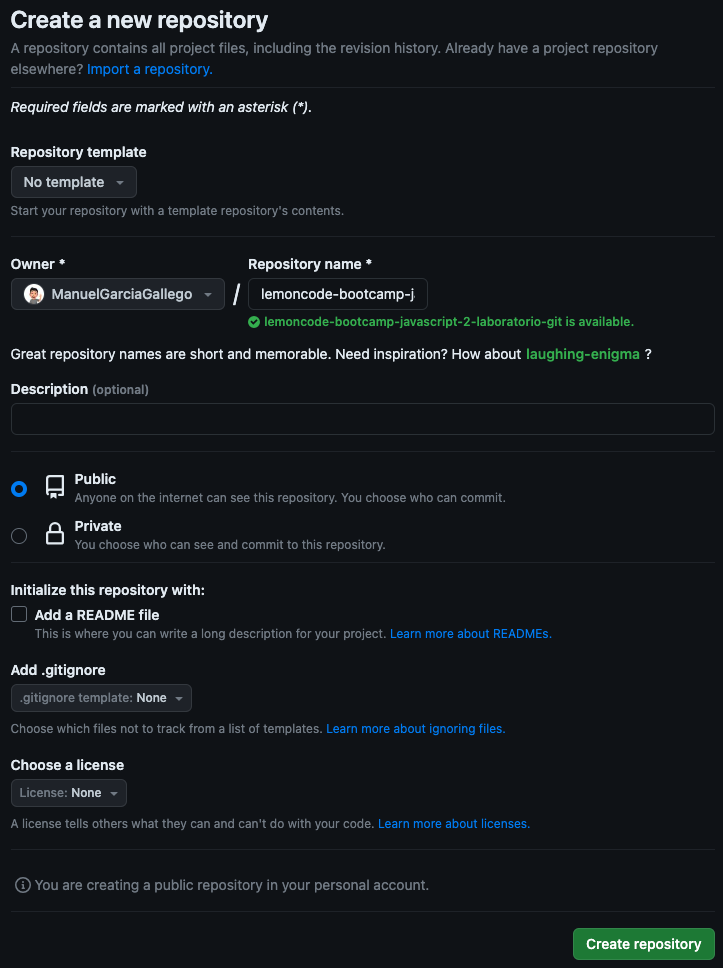 Create a new repository
A repository contains all project files, including the revision history. Already have a project repository
elsewhere? Import a repository.
Required fields are marked with an asterisk (*).
Repository template
No template
Start your repository with a template repository's contents.
Owner *
Repository name *
ManuelGarciaGallego
/
lemoncode-bootcamp-j
lemoncode-bootcamp-javascript-2-laboratorio-git is available.
Great repository names are short and memorable. Need inspiration? How about laughing-enigma ?
Description (optional)
Public
Anyone on the internet can see this repository. You choose who can commit.
Private
You choose who can see and commit to this repository.
Initialize this repository with:
Add a README file
This is where you can write a long description for your project. Learn more about READMEs.
Add .gitignore
.gitignore template: None
Choose which files not to track from a list of templates. Learn more about ignoring files.
Choose a license
License: None
A license tells others what they can and can't do with your code. Learn more about licenses.
You are creating a public repository in your personal account.
Create repository